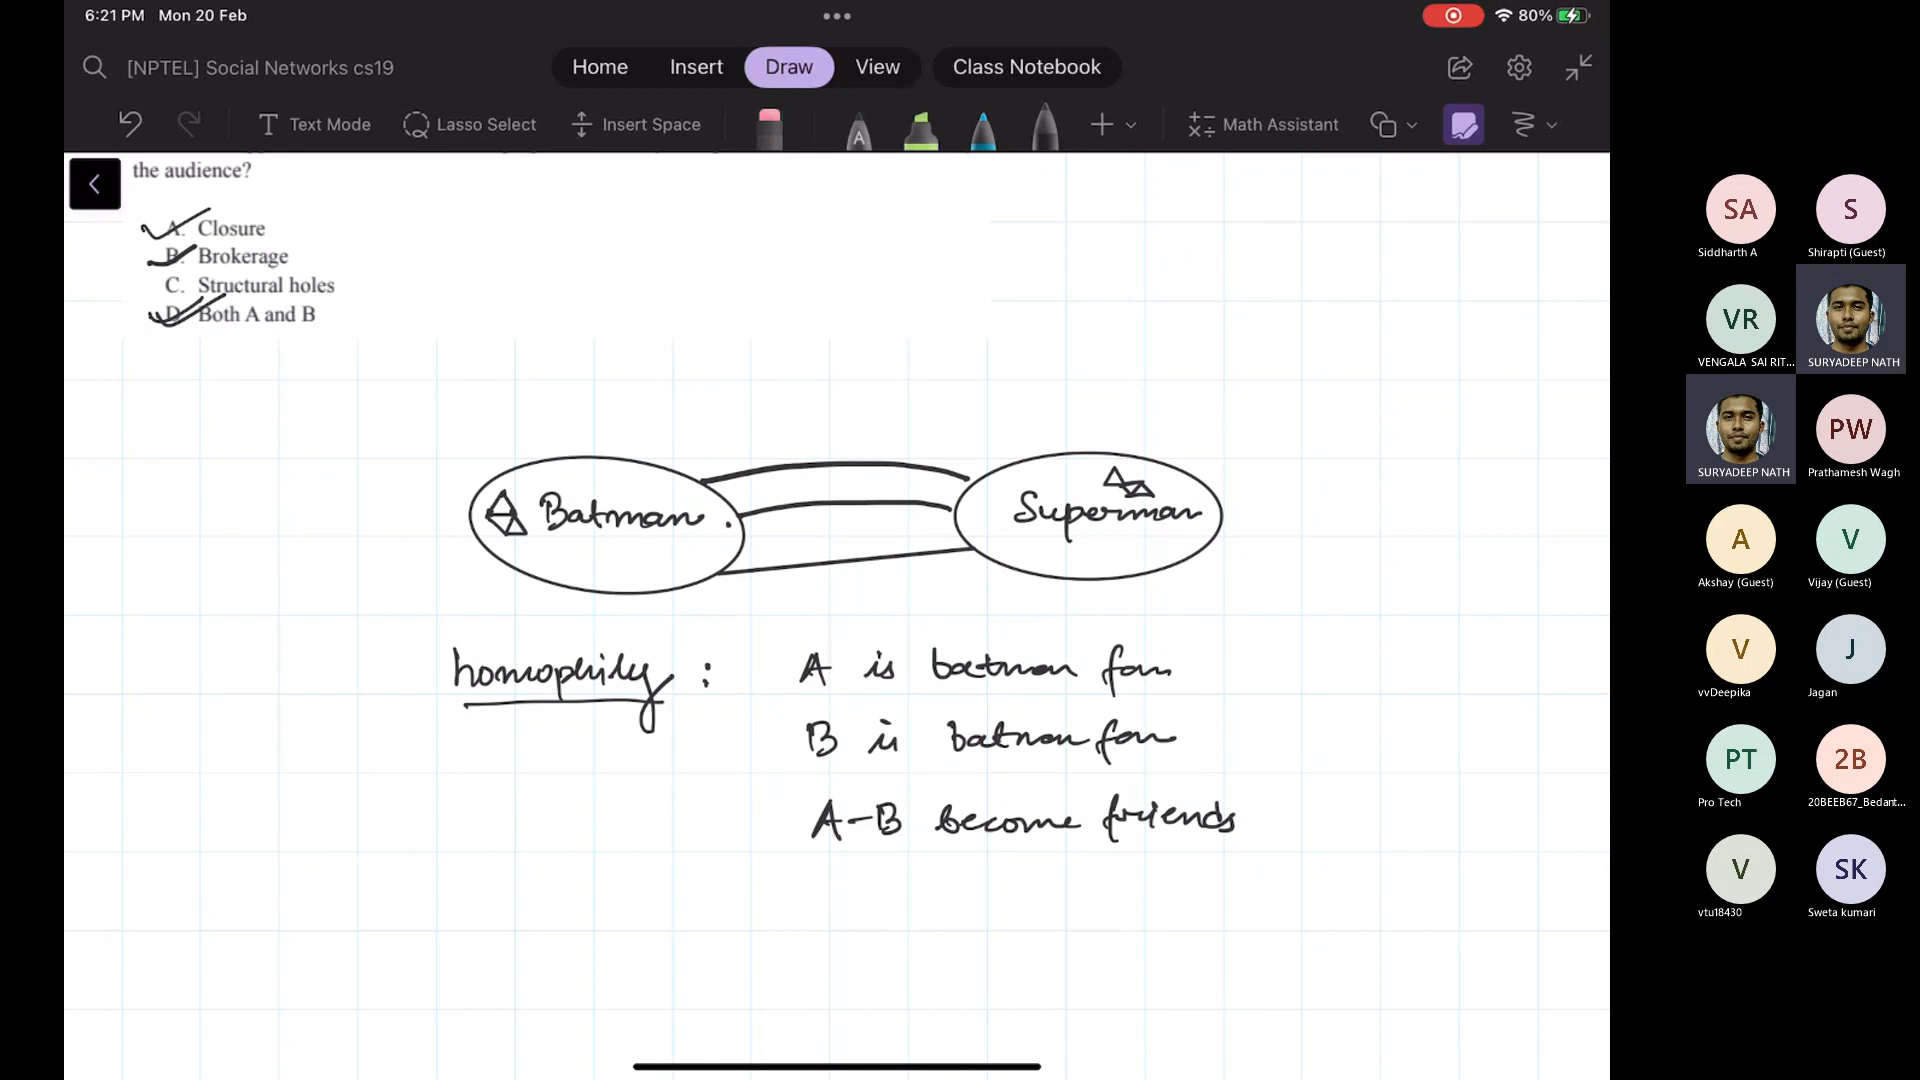 6:21 PM Mon 20 Feb
80%
[NPTEL] Social Networks cs19
Home Insert Draw View Class Notebook
Text Mode Lasso Select Insert Space A Math Assistant
the audience?
A. Closure
B. Brokerage
C. Structural holes
D. Both A and B
Batman . Superman
homophily : A is batman fan
B is batman fan
A-B become friends
SA S
Siddharth A Shirapti (Guest)
VR
VENGALA SAI RIT... SURYADEEP NATH
PW
SURYADEEP NATH Prathamesh Wagh
A V
Akshay (Guest) Vijay (Guest)
V J
vvDeepika Jagan
PT 2B
Pro Tech 20BEEB67_Bedant...
V SK
vtu18430 Sweta kumari